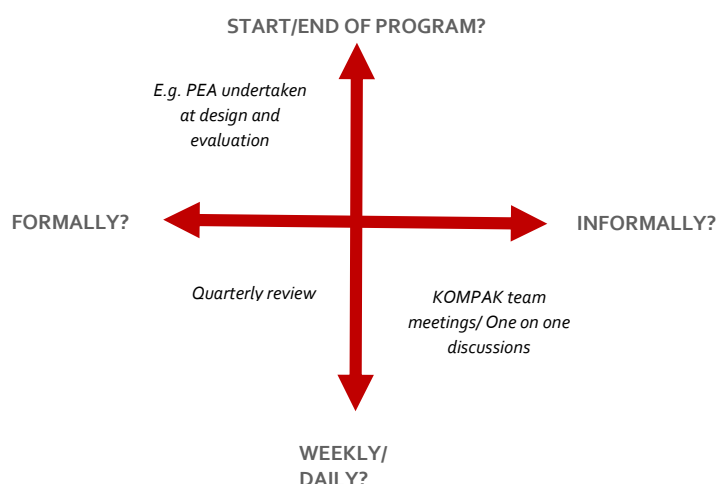 START/END OF PROGRAM?
E.g. PEA undertaken
at design and
evaluation
FORMALLY?
INFORMALLY?
Quarterly review
KOMPAK team
meetings/ One on one
discussions
WEEKLY/
DAILY?